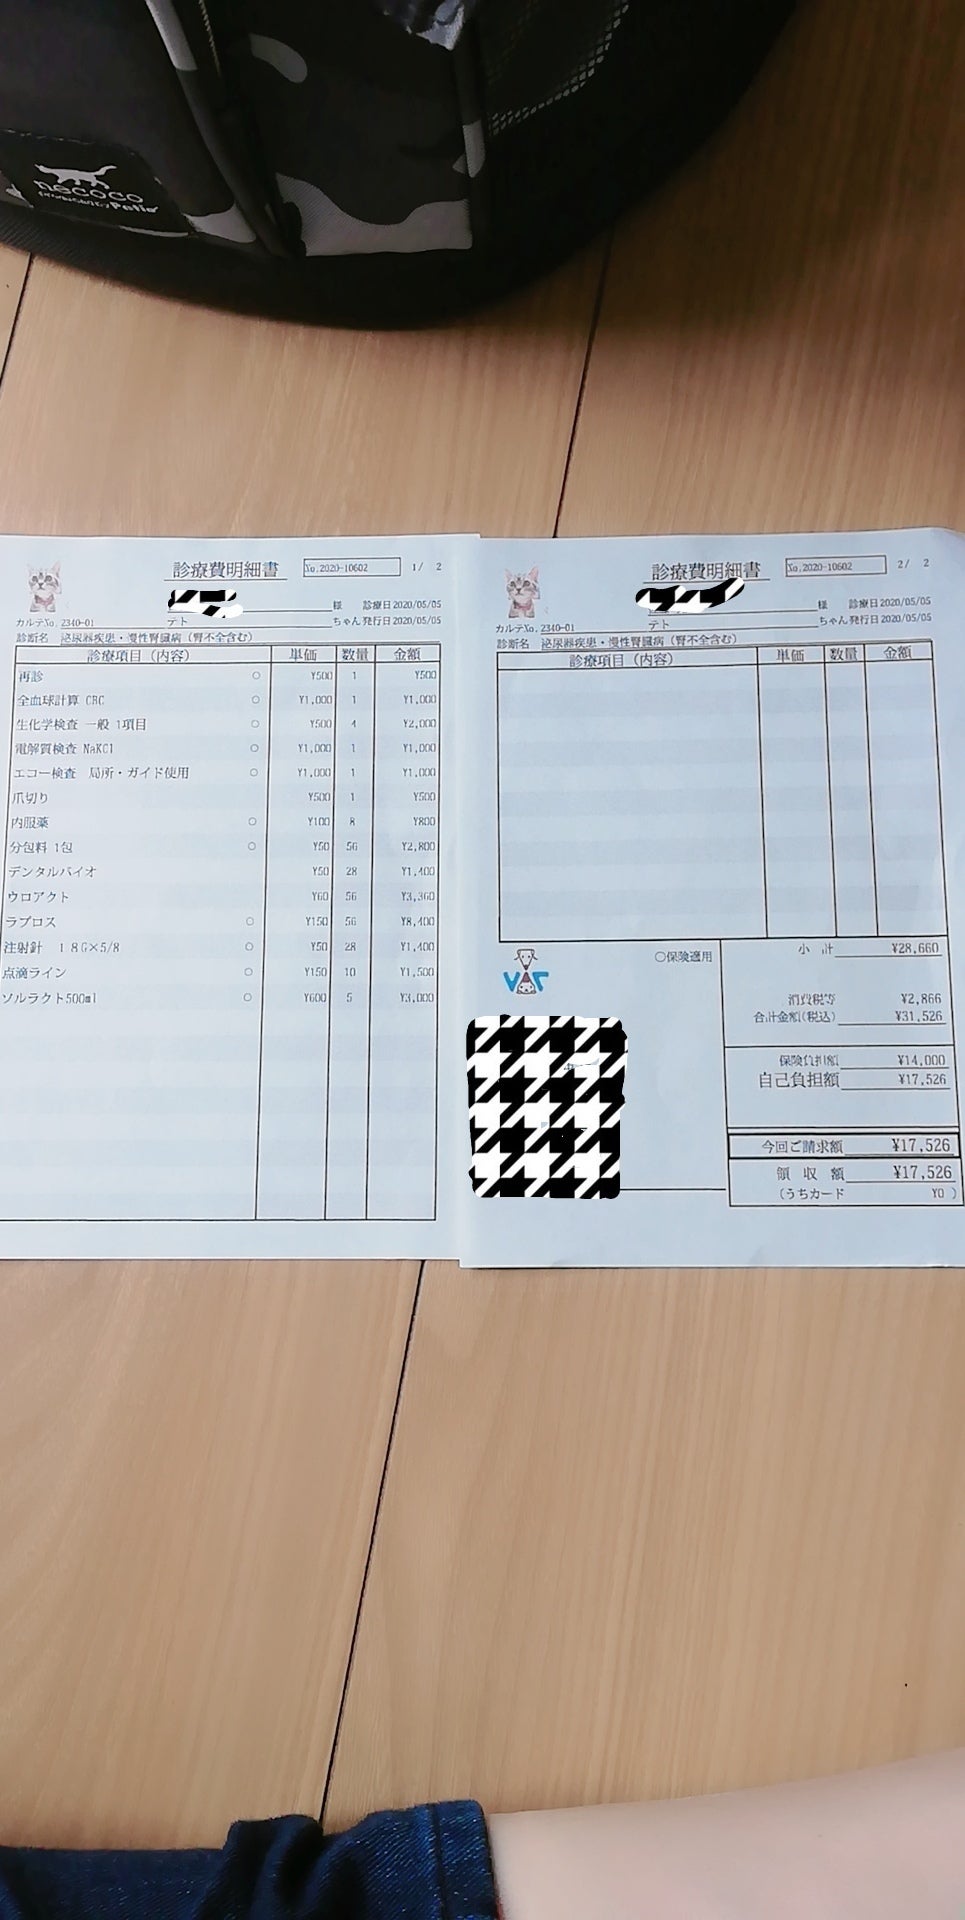 necoco
Patio
診療費明細書 No.2020-10602 1/ 2
様 診療日 2020/05/05
カルテNo. 2340-01 テト ちゃん 発行日 2020/05/05
診断名 泌尿器疾患・慢性腎臓病（腎不全含む）
診療項目（内容） 単価 数量 金額
再診 ○ ¥500 1 ¥500
全血球計算 CBC ○ ¥1,000 1 ¥1,000
生化学検査 一般 1項目 ○ ¥500 4 ¥2,000
電解質検査 NaKCl ○ ¥1,000 1 ¥1,000
エコー検査 局所・ガイド使用 ○ ¥1,000 1 ¥1,000
爪切り ¥500 1 ¥500
内服薬 ○ ¥100 8 ¥800
分包料 1包 ○ ¥50 56 ¥2,800
デンタルバイオ ¥50 28 ¥1,400
ウロアクト ¥60 56 ¥3,360
ラプロス ○ ¥150 56 ¥8,400
注射針 18G×5/8 ○ ¥50 28 ¥1,400
点滴ライン ○ ¥150 10 ¥1,500
ソルラクト500ml ○ ¥600 5 ¥3,000
診療費明細書 No.2020-10602 2/ 2
様 診療日 2020/05/05
カルテNo. 2340-01 テト ちゃん 発行日 2020/05/05
診断名 泌尿器疾患・慢性腎臓病（腎不全含む）
診療項目（内容） 単価 数量 金額
○保険適用
小 計 ¥28,660
消費税等 ¥2,866
合計金額(税込) ¥31,526
保険負担額 ¥14,000
自己負担額 ¥17,526
今回ご請求額 ¥17,526
領 収 額 ¥17,526
(うちカード ¥0 )